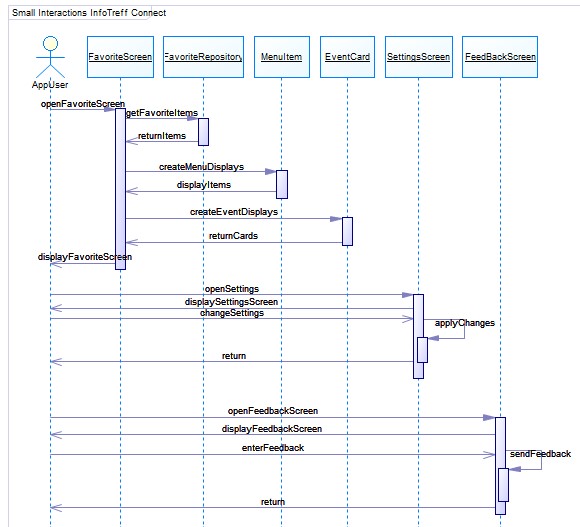 Small Interactions InfoTreff Connect
FavoriteScreen FavoriteRepository MenuItem EventCard SettingsScreen FeedBackScreen
AppUser
openFavoriteScreen
getFavoriteItems
returnItems
createMenuDisplays
displayItems
createEventDisplays
returnCards
displayFavoriteScreen
openSettings
displaySettingsScreen
changeSettings
applyChanges
return
openFeedbackScreen
displayFeedbackScreen
enterFeedback
sendFeedback
return